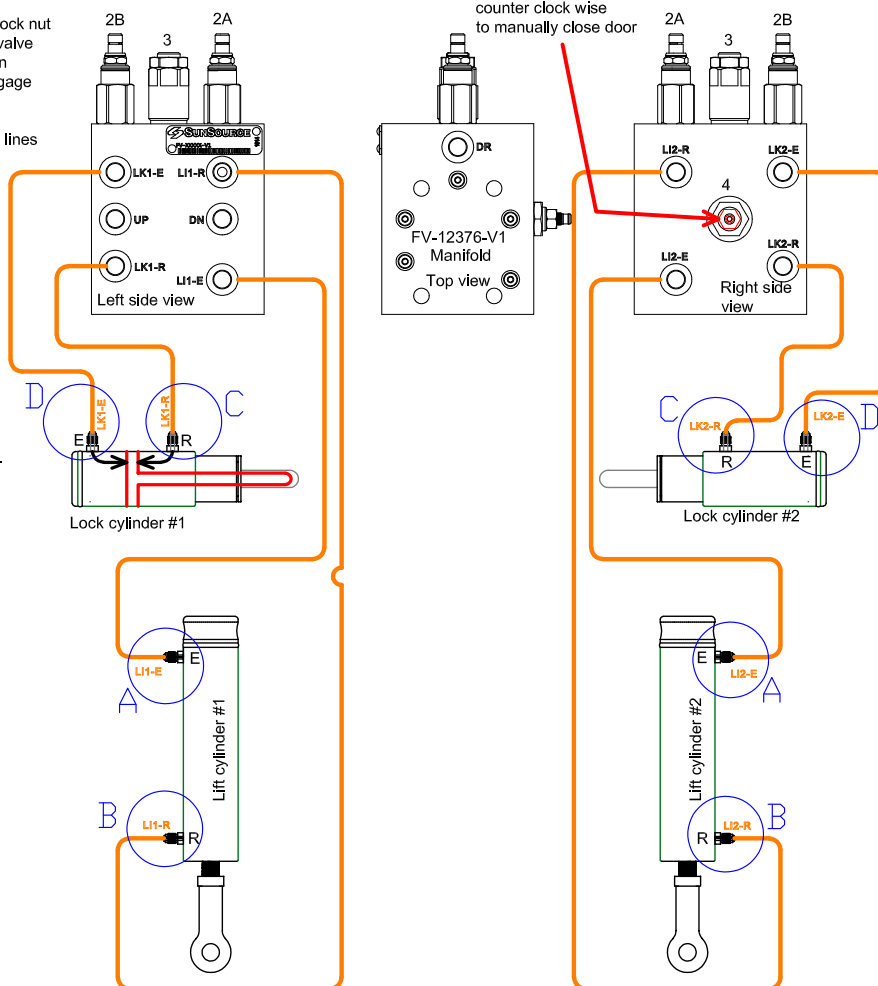 ock nut
valve
n
gage
lines
counter clock wise
to manually close door
2B
3
2A
SUNSOURCE
LK1-E
LI1-R
UP
DN
LK1-R
LI1-E
Left side view
DR
FV-12376-V1
Manifold
Top view
2A
3
2B
LI2-R
LK2-E
4
LI2-E
LK2-R
Right side
view
D
LK1-E
LK1-R
C
E
R
Lock cylinder #1
C
LK2-R
LK2-E
D
R
E
Lock cylinder #2
E
LI1-E
A
Lift cylinder #1
B
LI1-R
R
E
LI2-E
A
Lift cylinder #2
R
LI2-R
B